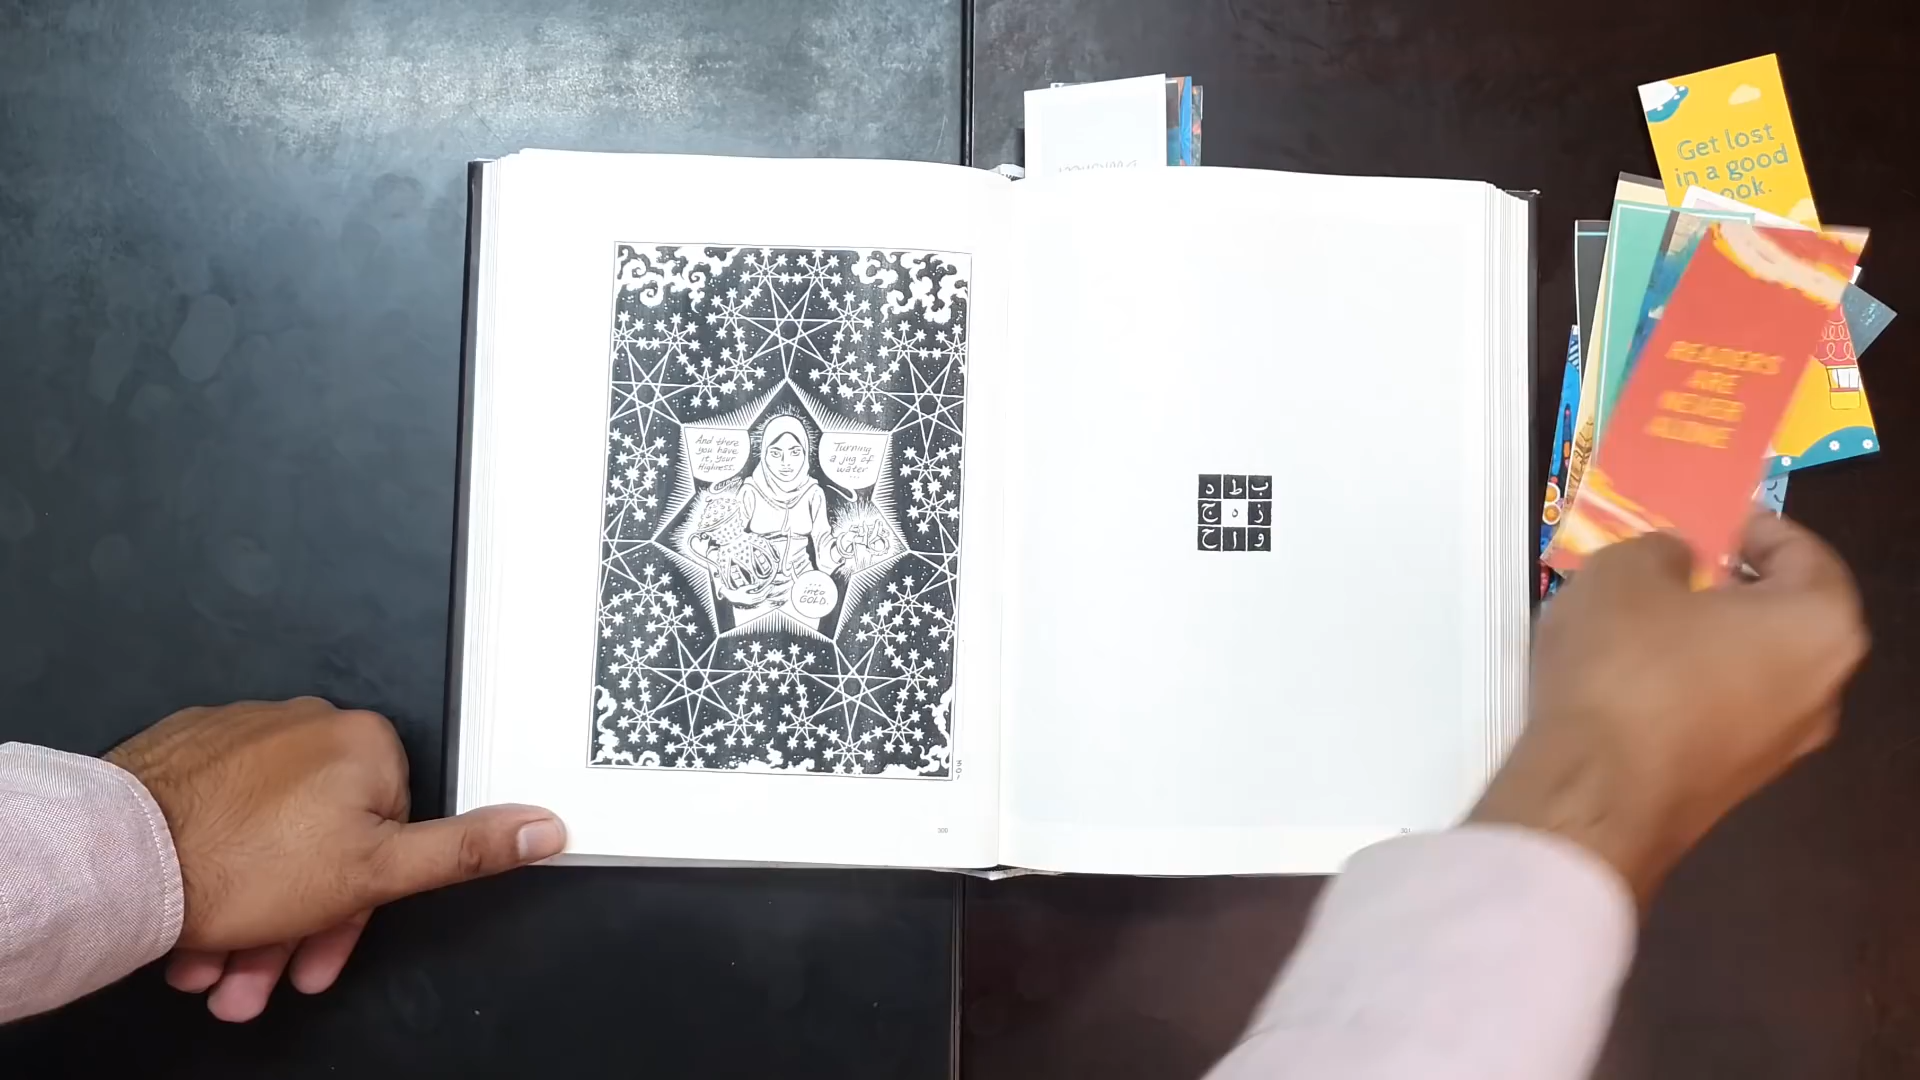 And there
you have
it, Your
Highness.
Turning
a jug of
water
...
...
into
GOLD.
301
300
ب ط د
ز ه ج
و ا ح
301
Get lost
in a good
READERS
ARE
NEVER
ALONE